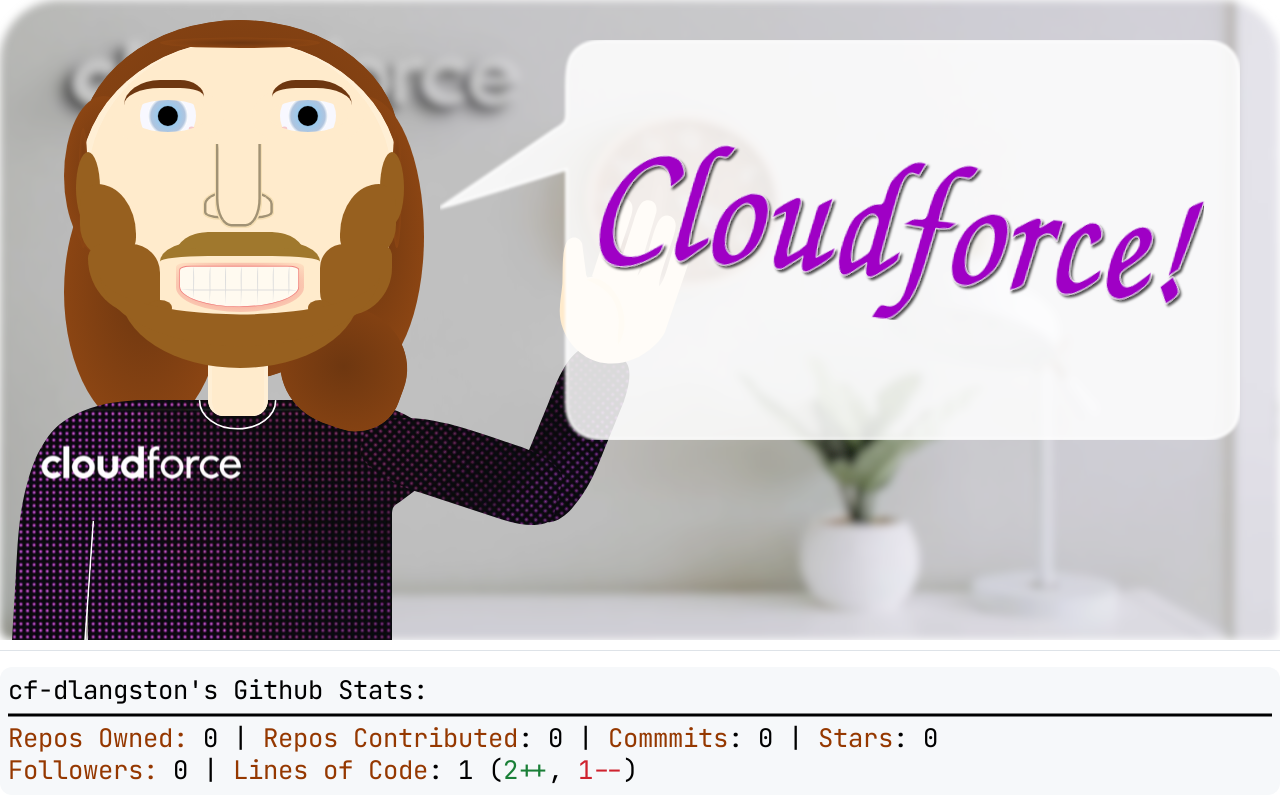 cloudforce
Cloudforce!
cloudforce
cf-dlangston's Github Stats:
Repos Owned: 0 | Repos Contributed: 0 | Commmits: 0 | Stars: 0
Followers: 0 | Lines of Code: 1 (2++, 1--)